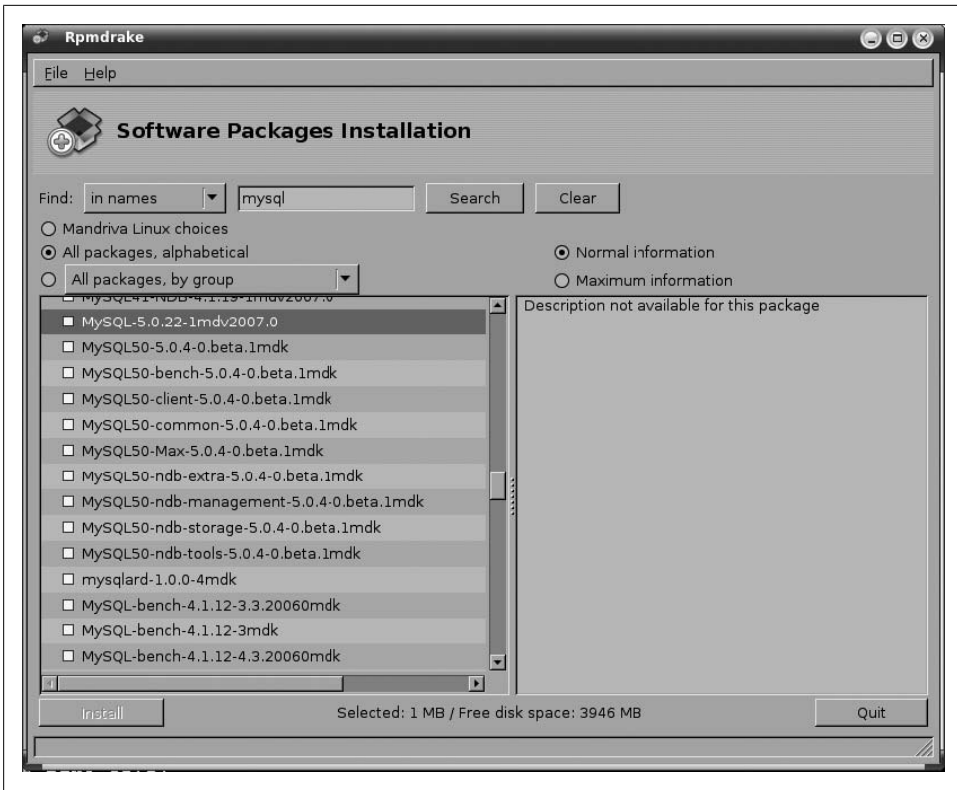 Rpmdrake
File Help
Software Packages Installation
Find: in names mysql Search Clear
Mandriva Linux choices
All packages, alphabetical
Normal information
All packages, by group
Maximum information
MySQL41-NDB-4.1.19-1mdv2007.0
Description not available for this package
MySQL-5.0.22-1mdv2007.0
MySQL50-5.0.4-0.beta.1mdk
MySQL50-bench-5.0.4-0.beta.1mdk
MySQL50-client-5.0.4-0.beta.1mdk
MySQL50-common-5.0.4-0.beta.1mdk
MySQL50-Max-5.0.4-0.beta.1mdk
MySQL50-ndb-extra-5.0.4-0.beta.1mdk
MySQL50-ndb-management-5.0.4-0.beta.1mdk
MySQL50-ndb-storage-5.0.4-0.beta.1mdk
MySQL50-ndb-tools-5.0.4-0.beta.1mdk
mysqlard-1.0.0-4mdk
MySQL-bench-4.1.12-3.3.20060mdk
MySQL-bench-4.1.12-3mdk
MySQL-bench-4.1.12-4.3.20060mdk
Install Selected: 1 MB / Free disk space: 3946 MB Quit